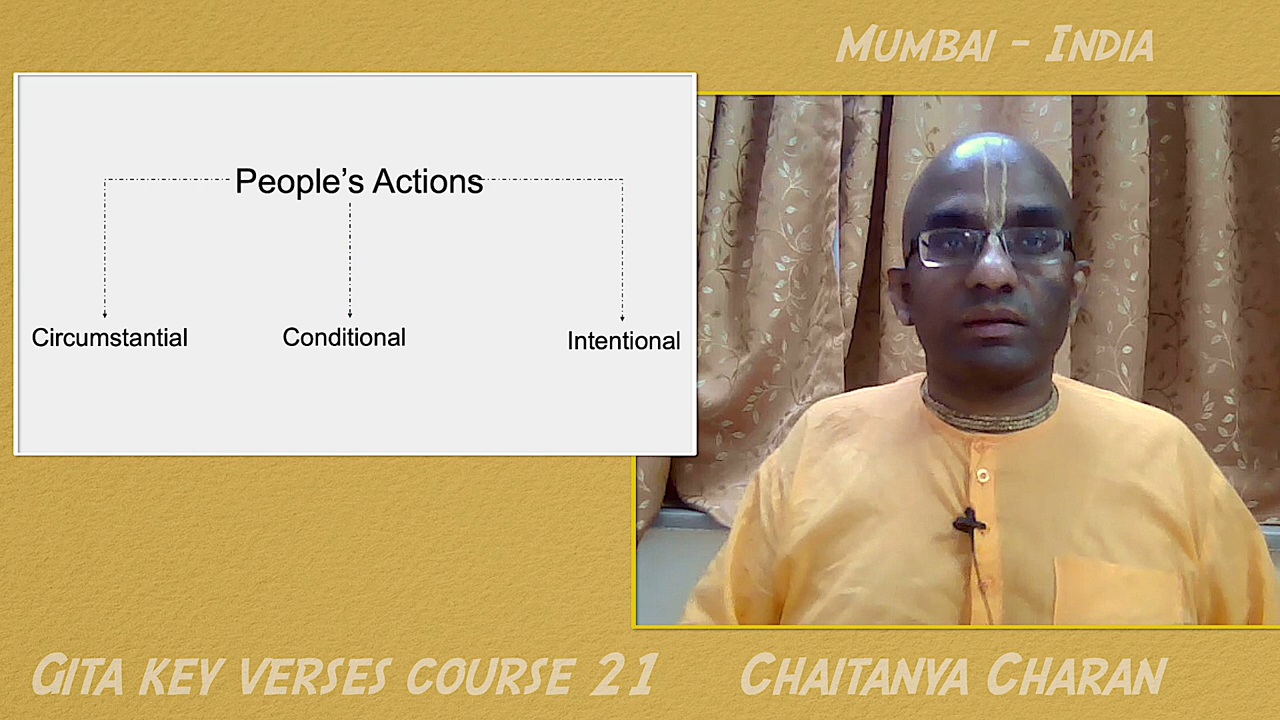 MUMBAI - INDIA
People's Actions
Circumstantial
Conditional
Intentional
GITA KEY VERSES COURSE 21
CHAITANYA CHARAN